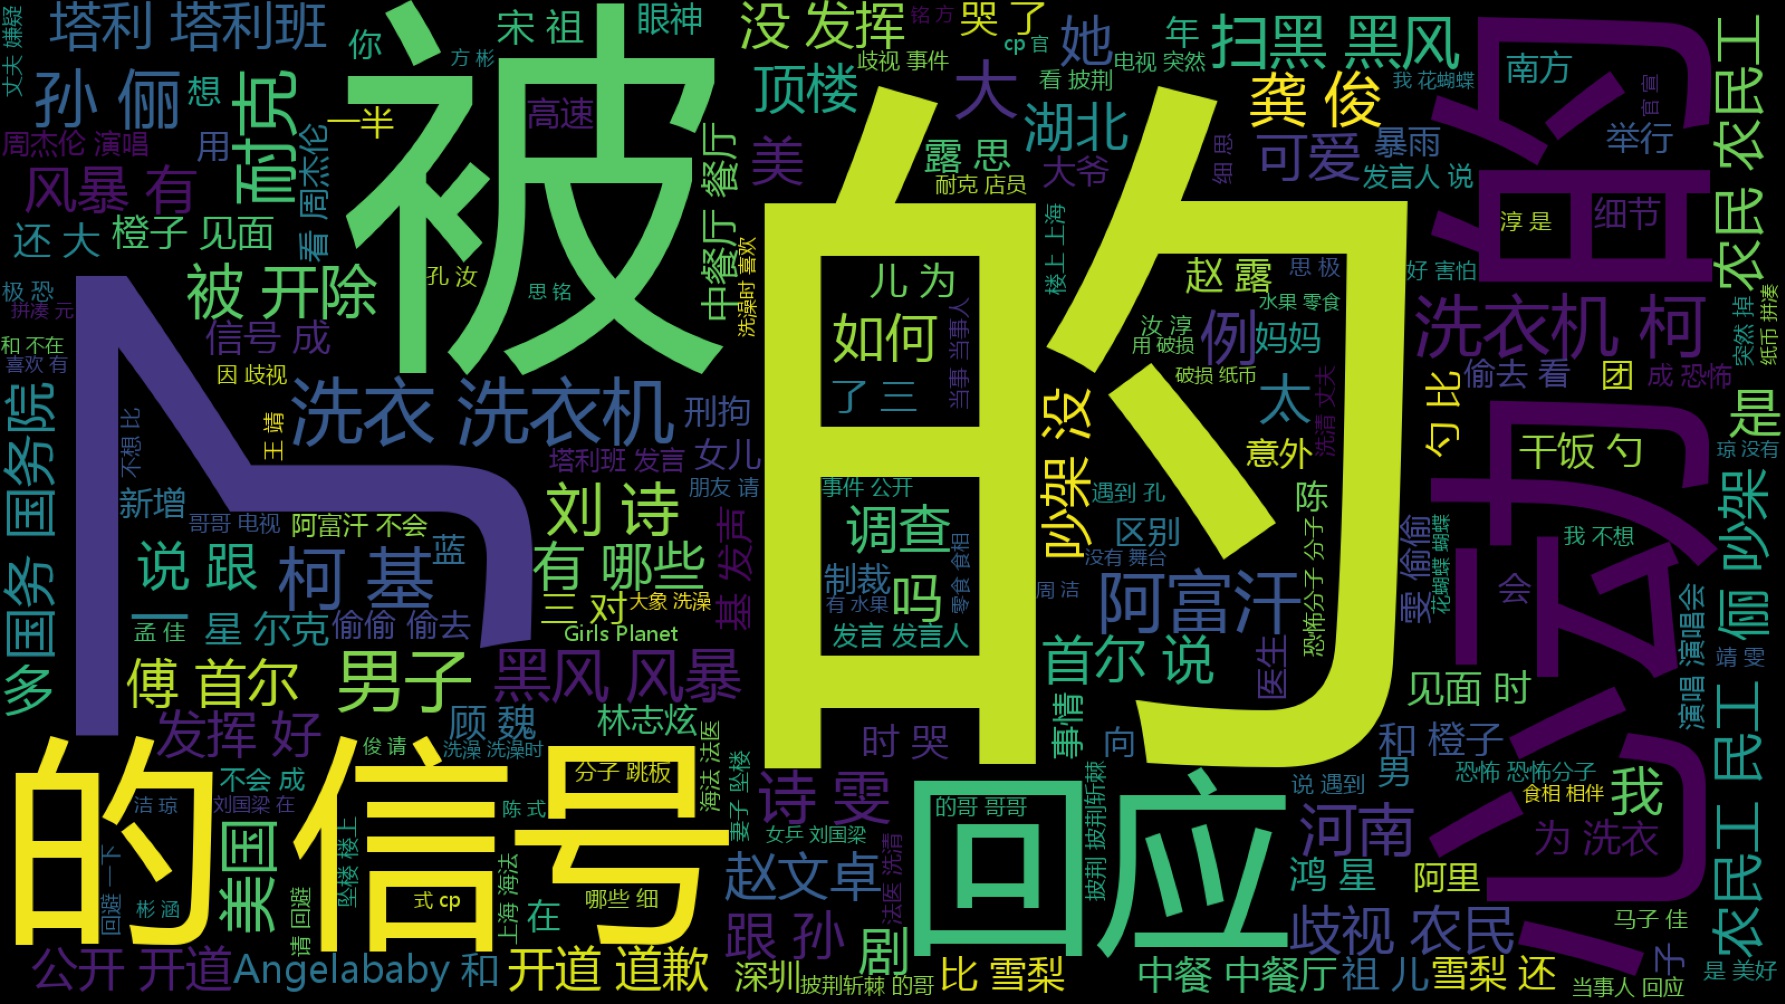 丈夫 嫌疑
塔利 塔利班
你
宋 祖
眼神
方 彬
没 发挥
铭 方
哭 了
cp 官
她
年
扫黑 黑风
歧视 事件
电视 突然
孙 俪
想
耐克
被
高速
顶楼
大
看 披荆
龚 俊
我 花蝴蝶
南方
官 宣
心动 的
农民 农民工
一半
周杰伦 演唱
用
看 周杰伦
湖北
可爱
暴雨
举行
美
露 思
大爷
细 思
耐克 店员
发言人 说
风暴 有
中餐厅 餐厅
细节
淳 是
还 大
橙子 见面
洗澡时 喜欢
楼上 上海
极 恐
拼凑 元
被 开除
孔 汝
思 铭
的
儿 为
当事 当事人
赵 露
思 极
好 害怕
水果 零食
洗衣机 柯
突然 掉
纸币 拼凑
信号 成
如何
汝 淳
例
妈妈
用 破损
和 不在
喜欢 有
因 歧视
了 三
破损 纸币
偷去 看
团
成 恐怖
国务 国务院
不想 比
王 靖
洗衣 洗衣机
刑拘
吵架 没
太
洗清 丈夫
勺 比
是
塔利班 发言
女儿
意外
干饭 勺
琼 没有
新增
哥哥 电视
阿富汗 不会
刘 诗
朋友 请
事件 公开
遇到 孔
陈
我 不想
俪 吵架
说 跟
柯 基
蓝
有 哪些
基 发声
调查
区别
没有 舞台
恐怖分子 分子
雯 偷偷
花蝴蝶 蝴蝶
制裁
有 水果
吗
零食 食相
周 洁
阿富汗
会
一
孟 佳
星 尔克
偷偷 偷去
三 对
大象 洗澡
Girls Planet
发言 发言人
首尔 说
医生
演唱 演唱会
靖 雯
多
傅 首尔
男子
黑风 风暴
见面 时
农民工 民工
发挥 好
顾 魏
林志炫
海法 法医
事情
向
和 橙子
俊 请
洗澡 洗澡时
时 哭
男
的 信号
不会 成
分子 跳板
妻子 坠楼
诗 雯
回应
的哥 哥哥
披荆 披荆斩棘
说 遇到
恐怖 恐怖分子
食相 相伴
我
洁 琼
刘国梁 在
陈 式
女乒 刘国梁
河南
为 洗衣
美国
坠楼 楼上
回避 一下
赵文卓
鸿 星
阿里
彬 涵
请 回避
式 cp
上海 海法
哪些 细
在
法医 洗清
跟 孙
剧
歧视 农民
马子 佳
子
公开 开道
Angelababy 和
开道 道歉
深圳
披荆斩棘 的哥
比 雪梨
中餐 中餐厅
祖 儿
雪梨 还
当事人 回应
是 美好